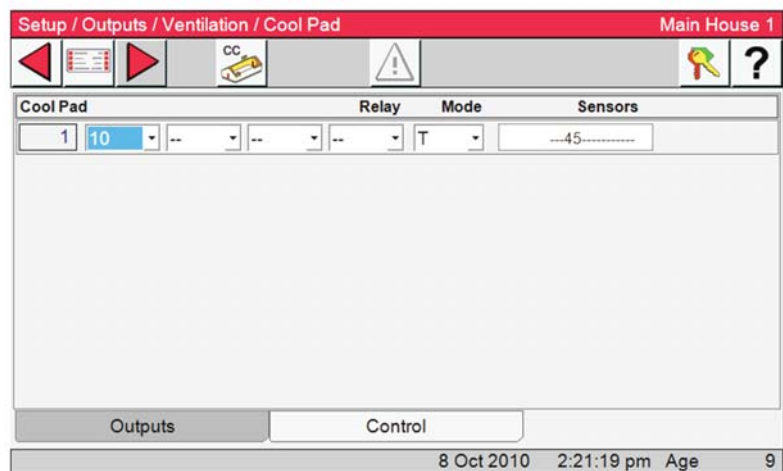 Setup / Outputs / Ventilation / Cool Pad Main House 1
CC ?
Cool Pad Relay Mode Sensors
1 10 -- -- -- T ---45-----------
Outputs Control
8 Oct 2010 2:21:19 pm Age 9